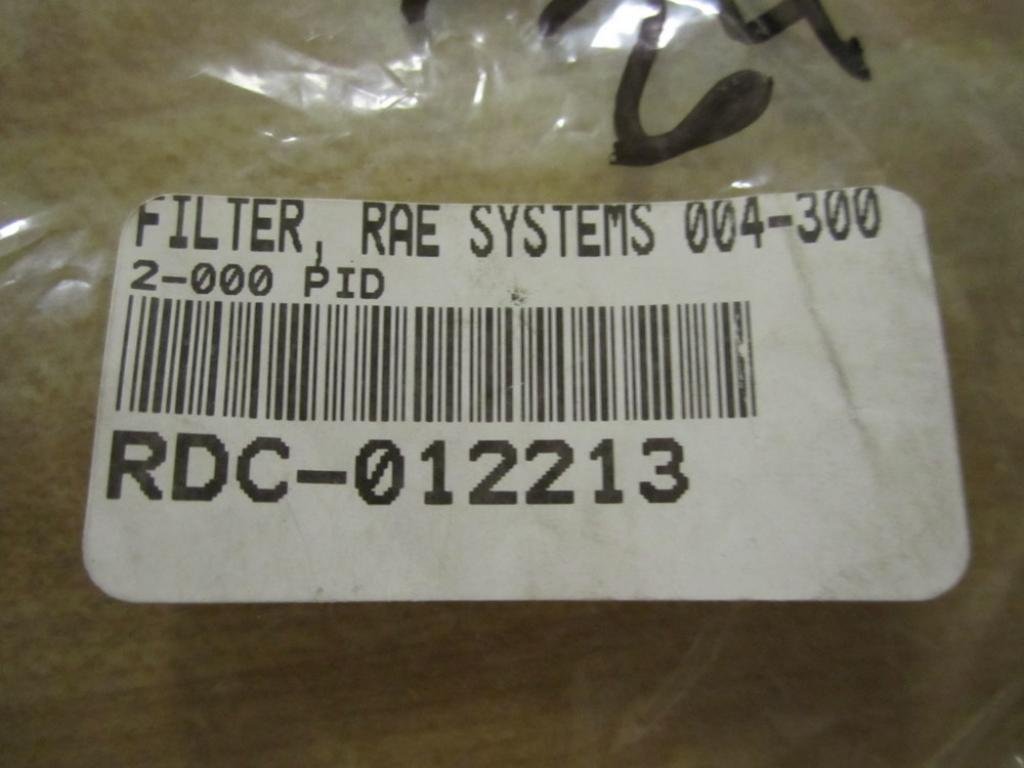 FILTER, RAE SYSTEMS 004-300
2-000 PID
RDC-012213